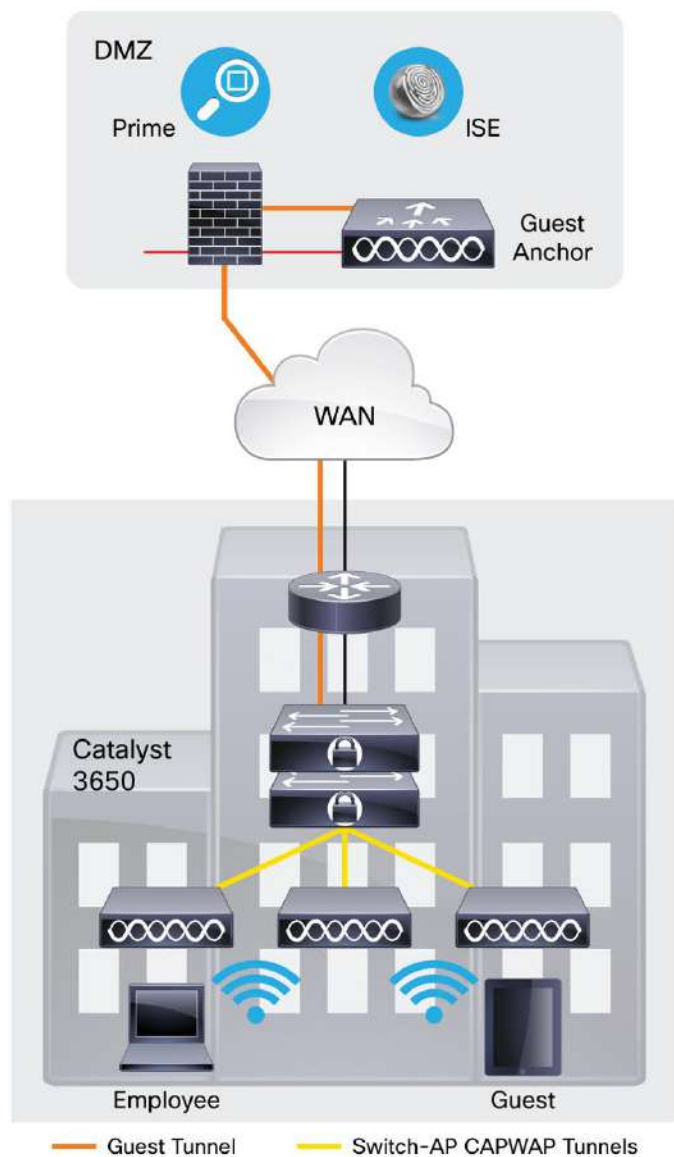 DMZ
Prime
ISE
Guest
Anchor
WAN
Catalyst
3650
Employee
Guest
Guest Tunnel
Switch-AP CAPWAP Tunnels